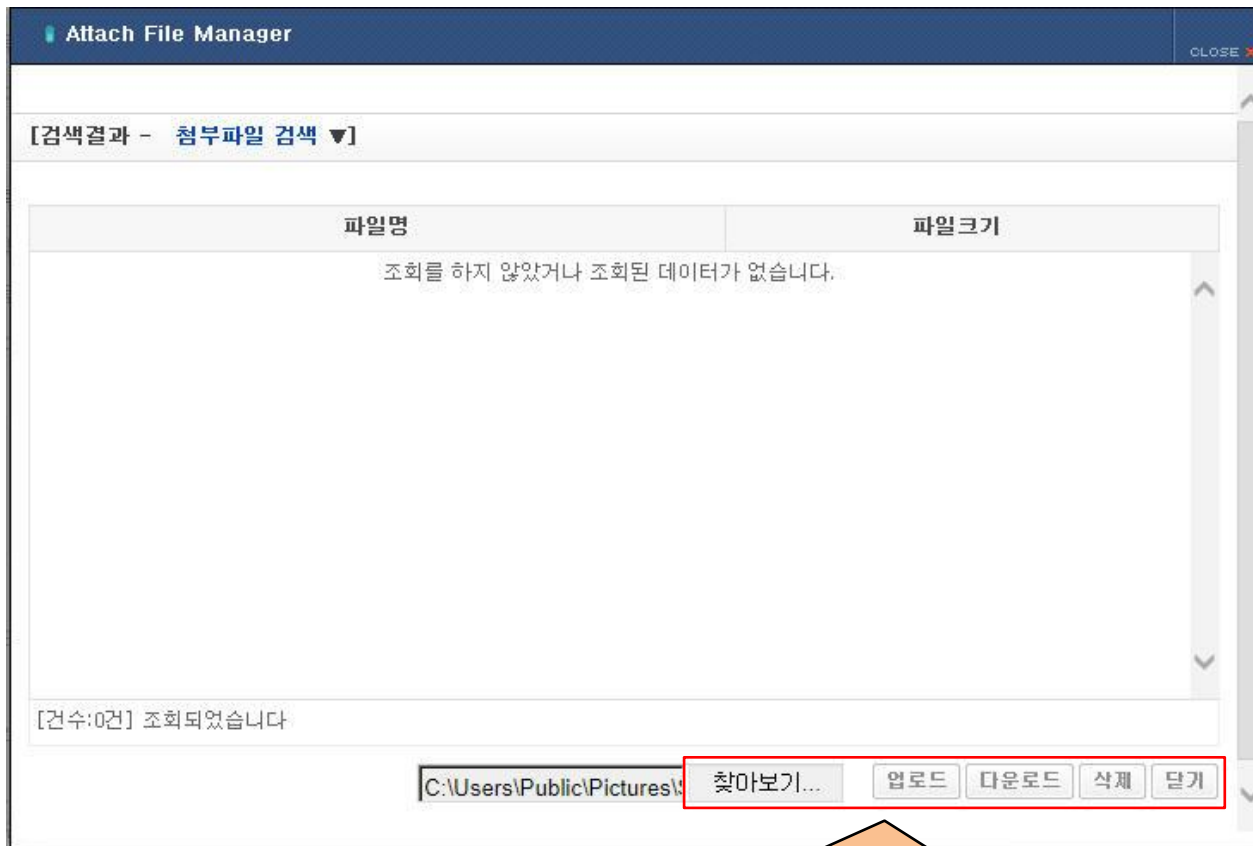 Attach File Manager
CLOSE
[검색결과 - 첨부파일 검색 ▼]
파일명 파일크기
조회를 하지 않았거나 조회된 데이터가 없습니다.
[건수:0건] 조회되었습니다
C:\Users\Public\Pictures\ 찾아보기... 업로드 다운로드 삭제 닫기